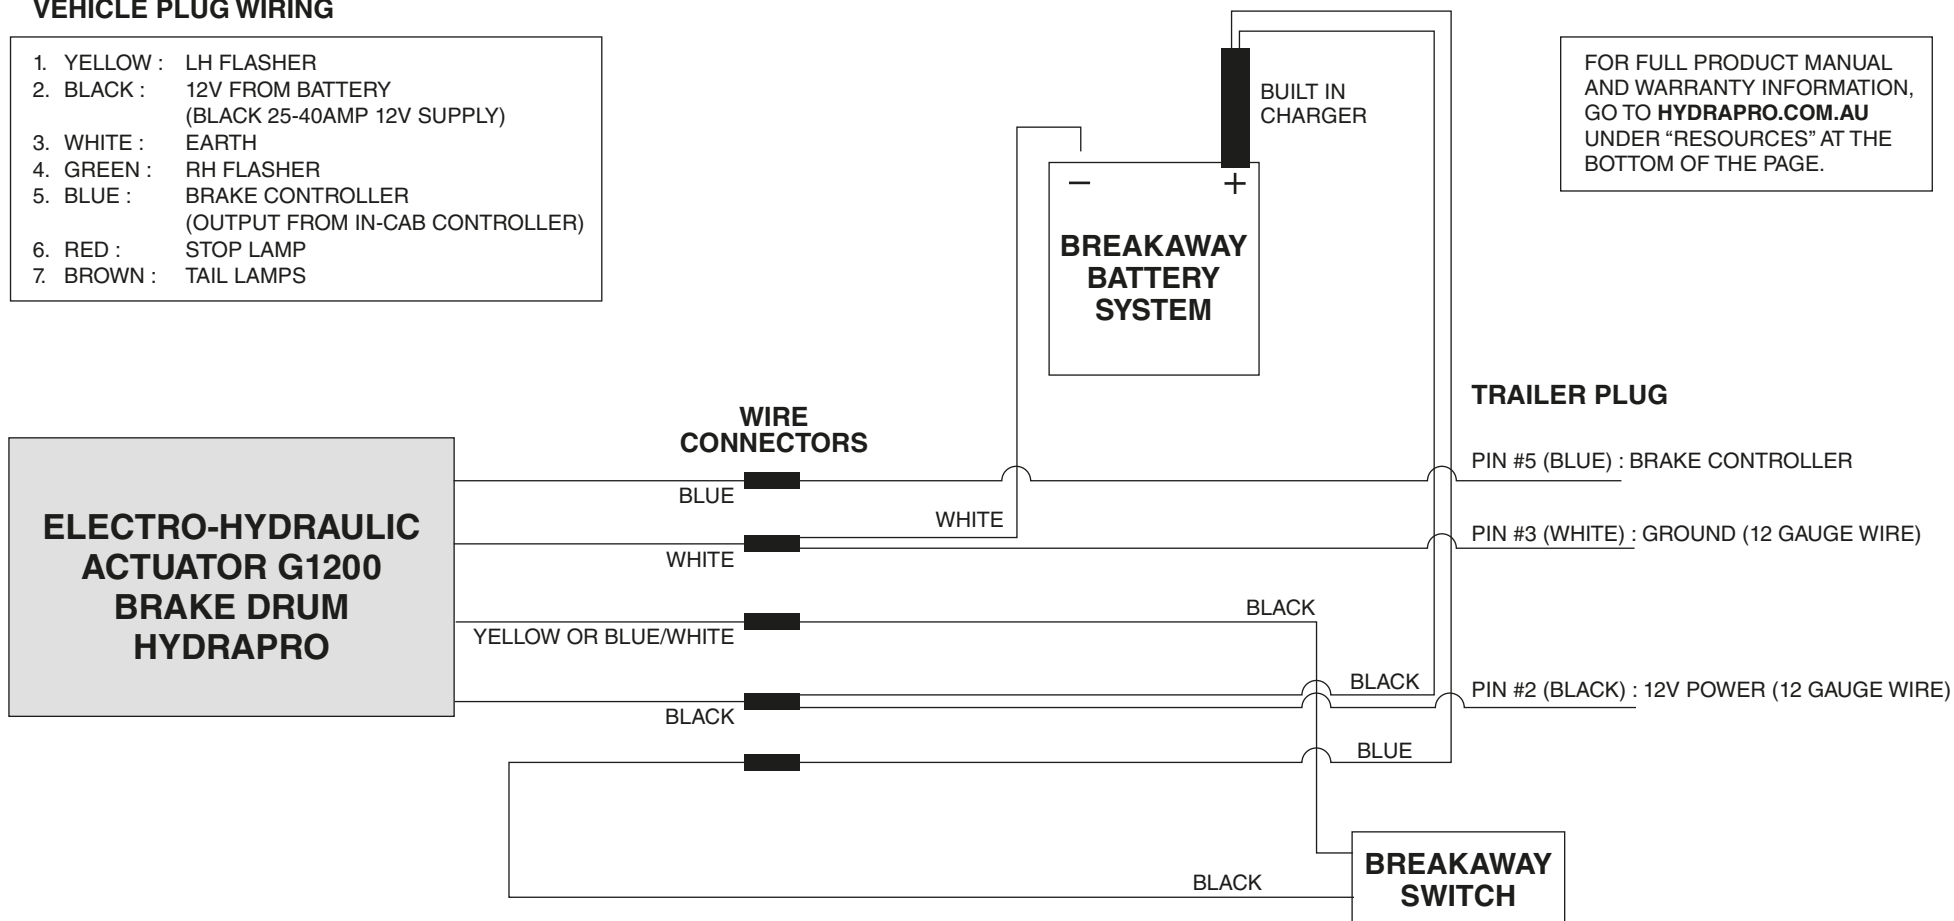 VEHICLE PLUG WIRING
1. YELLOW : LH FLASHER
2. BLACK : 12V FROM BATTERY
(BLACK 25-40AMP 12V SUPPLY)
3. WHITE : EARTH
4. GREEN : RH FLASHER
5. BLUE : BRAKE CONTROLLER
(OUTPUT FROM IN-CAB CONTROLLER)
6. RED : STOP LAMP
7. BROWN : TAIL LAMPS
BUILT IN
CHARGER
FOR FULL PRODUCT MANUAL
AND WARRANTY INFORMATION,
GO TO HYDRAPRO.COM.AU
UNDER “RESOURCES” AT THE
BOTTOM OF THE PAGE.
– +
BREAKAWAY
BATTERY
SYSTEM
TRAILER PLUG
WIRE
CONNECTORS
PIN #5 (BLUE) : BRAKE CONTROLLER
BLUE
WHITE
PIN #3 (WHITE) : GROUND (12 GAUGE WIRE)
WHITE
ELECTRO-HYDRAULIC
ACTUATOR G1200
BRAKE DRUM
HYDRAPRO
BLACK
YELLOW OR BLUE/WHITE
BLACK
PIN #2 (BLACK) : 12V POWER (12 GAUGE WIRE)
BLACK
BLUE
BREAKAWAY
SWITCH
BLACK